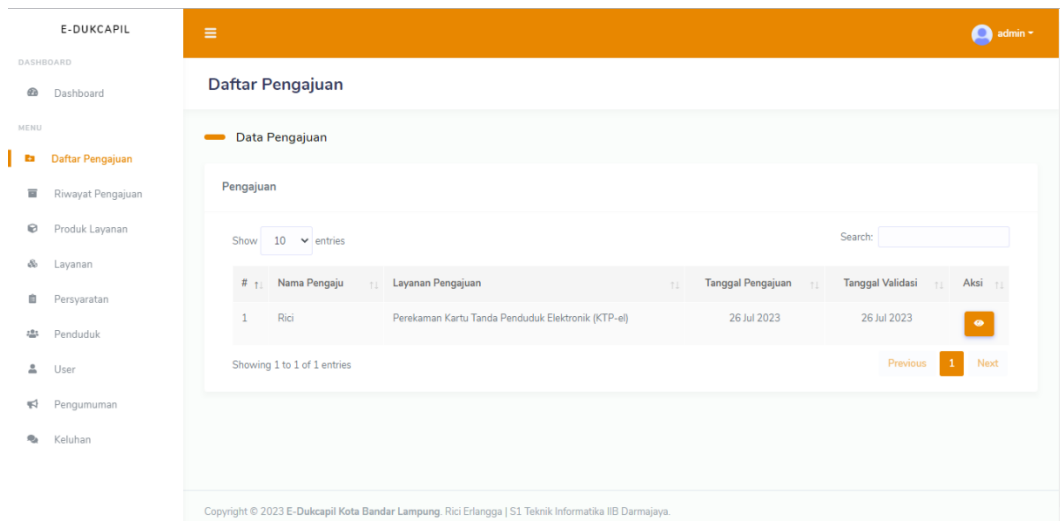 E-DUKCAPIL
admin
DASHBOARD
Dashboard
MENU
Daftar Pengajuan
Riwayat Pengajuan
Produk Layanan
Layanan
Persyaratan
Penduduk
User
Pengumuman
Keluhan
Daftar Pengajuan
Data Pengajuan
Pengajuan
Show 10 entries
Search:
# Nama Pengaju Layanan Pengajuan Tanggal Pengajuan Tanggal Validasi Aksi
1 Rici Perekaman Kartu Tanda Penduduk Elektronik (KTP-el) 26 Jul 2023 26 Jul 2023
Showing 1 to 1 of 1 entries
Previous 1 Next
Copyright © 2023 E-Dukcapil Kota Bandar Lampung. Rici Erlangga | S1 Teknik Informatika IIB Darmajaya.